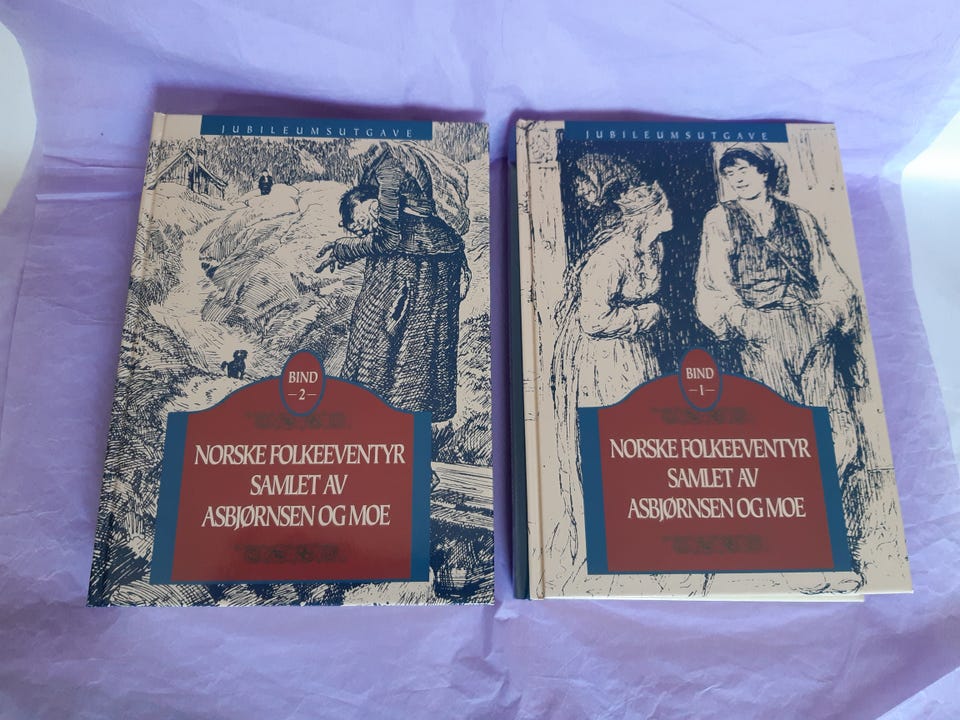 JUBILEUMSUTGAVE
BIND
–2–
NORSKE FOLKEEVENTYR
SAMLET AV
ASBJØRNSEN OG MOE
JUBILEUMSUTGAVE
BIND
–1–
NORSKE FOLKEEVENTYR
SAMLET AV
ASBJØRNSEN OG MOE